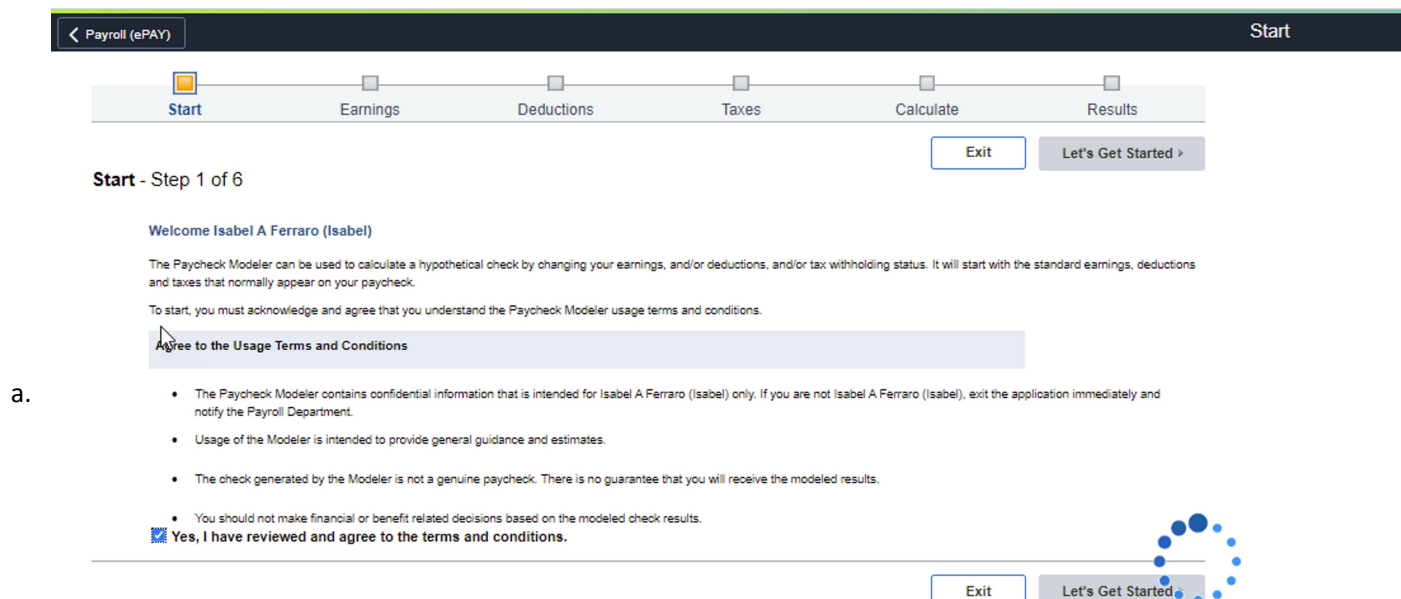 Payroll (ePAY)
Start
Start Earnings Deductions Taxes Calculate Results
Exit Let's Get Started
Start - Step 1 of 6
Welcome Isabel A Ferraro (Isabel)
The Paycheck Modeler can be used to calculate a hypothetical check by changing your earnings, and/or deductions, and/or tax withholding status. It will start with the standard earnings, deductions
and taxes that normally appear on your paycheck.
To start, you must acknowledge and agree that you understand the Paycheck Modeler usage terms and conditions.
Agree to the Usage Terms and Conditions
a.
• The Paycheck Modeler contains confidential information that is intended for Isabel A Ferraro (Isabel) only. If you are not Isabel A Ferraro (Isabel), exit the application immediately and
notify the Payroll Department.
• Usage of the Modeler is intended to provide general guidance and estimates.
• The check generated by the Modeler is not a genuine paycheck. There is no guarantee that you will receive the modeled results.
• You should not make financial or benefit related decisions based on the modeled check results.
Yes, I have reviewed and agree to the terms and conditions.
Exit Let's Get Started